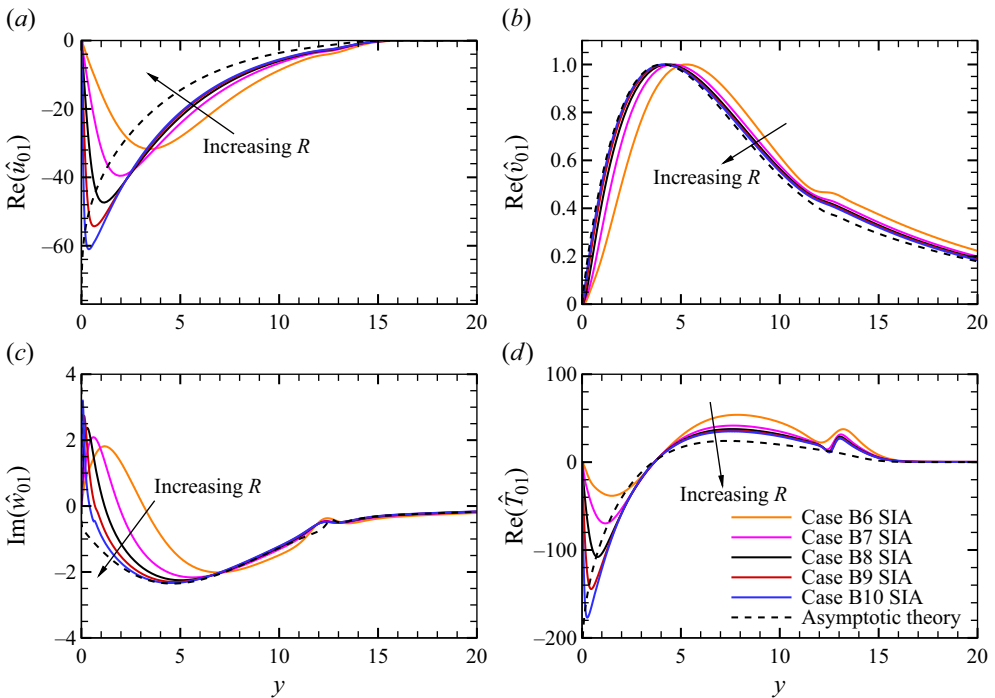 (a)
0
–20
–40
–60
Re(û01)
Increasing R
0 5 10 15 20
(b)
1.0
0.8
0.6
0.4
0.2
0
Re(v̂01)
Increasing R
0 5 10 15 20
(c)
4
2
0
–2
–4
Im(ŵ01)
Increasing R
0 5 10 15 20
y
(d)
100
50
0
–50
–100
–200
Re(T̂01)
Increasing R
Case B6 SIA
Case B7 SIA
Case B8 SIA
Case B9 SIA
Case B10 SIA
Asymptotic theory
0 5 10 15 20
y